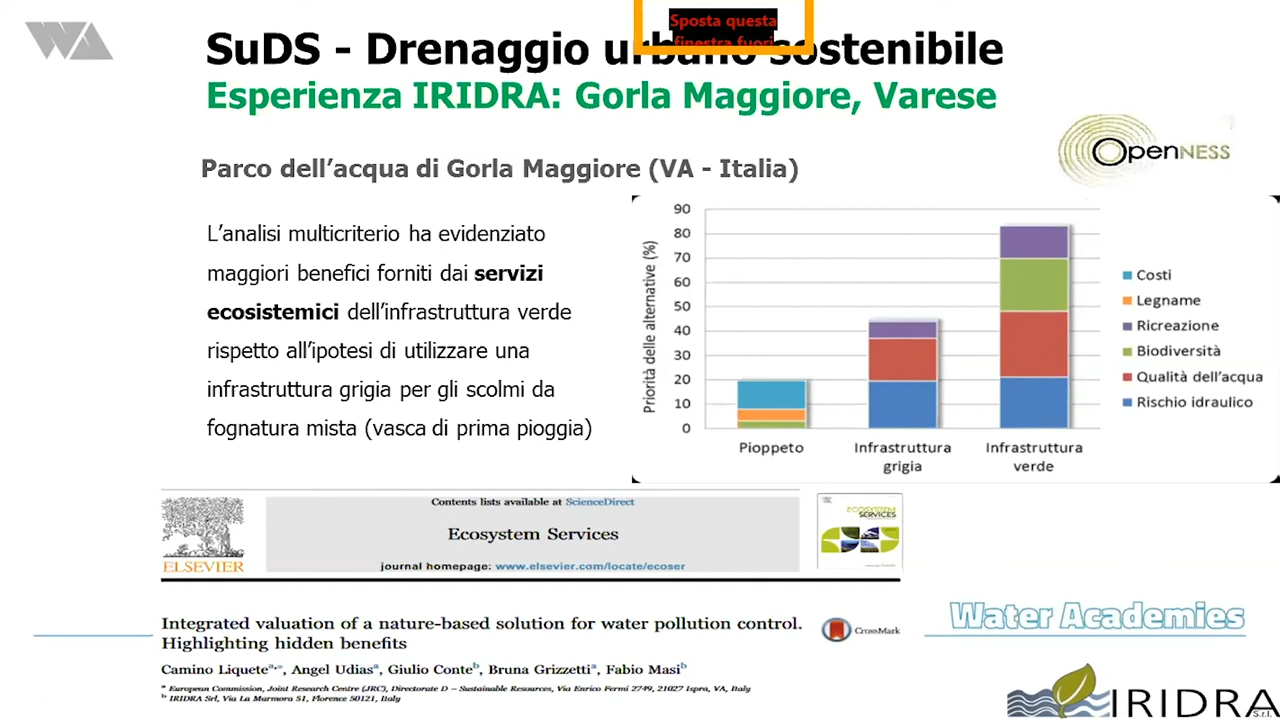 WA
Sposta questa
finestra fuori
SuDS - Drenaggio urbano sostenibile
Esperienza IRIDRA: Gorla Maggiore, Varese
OPENNESS
Parco dell'acqua di Gorla Maggiore (VA - Italia)
L'analisi multicriterio ha evidenziato
maggiori benefici forniti dai servizi
ecosistemici dell'infrastruttura verde
rispetto all'ipotesi di utilizzare una
infrastruttura grigia per gli scolmi da
fognatura mista (vasca di prima pioggia)
Priorità delle alternative (%)
90
80
70
60
50
40
30
20
10
0
Pioppeto
Infrastruttura
grigia
Infrastruttura
verde
Costi
Legname
Ricreazione
Biodiversità
Qualità dell'acqua
Rischio idraulico
Contents lists available at ScienceDirect
Ecosystem Services
journal homepage: www.elsevier.com/locate/ecoser
ELSEVIER
ECOSYSTEM
SERVICES
Integrated valuation of a nature-based solution for water pollution control.
Highlighting hidden benefits
CrossMark
Camino Liquete a,*, Angel Udias a, Giulio Conte b, Bruna Grizzetti a, Fabio Masi b
a European Commission, Joint Research Centre (JRC), Directorate D – Sustainable Resources, Via Enrico Fermi 2749, 21027 Ispra, VA, Italy
b IRIDRA Srl, Via La Marmora 51, Florence 50121, Italy
Water Academies
IRIDRA
S.r.l.